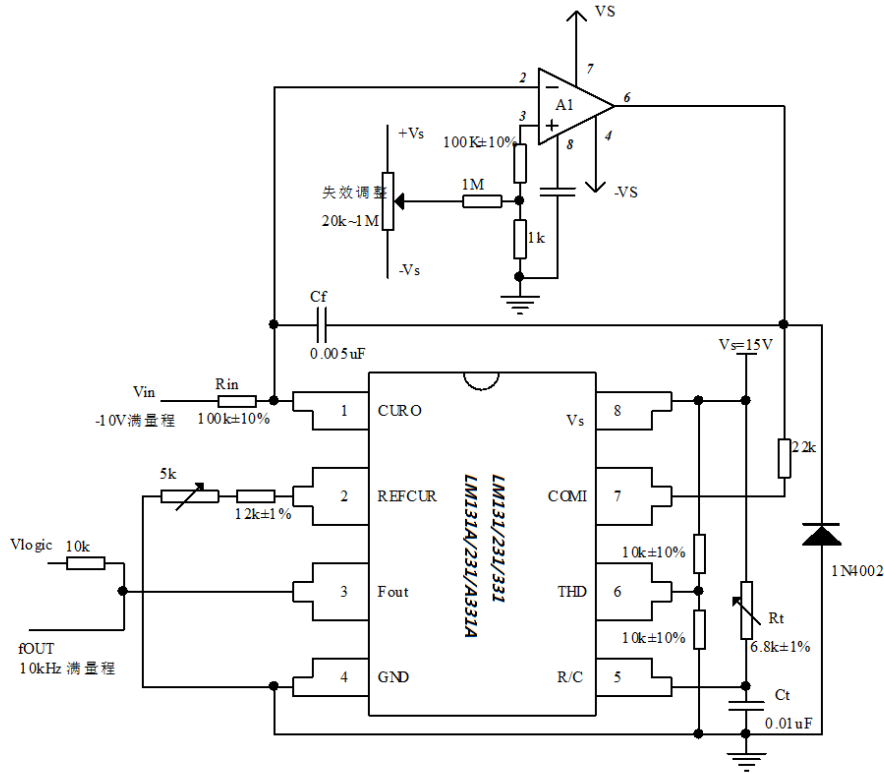 VS
7
2
6
A1
3
8
4
100K±10%
+Vs
1M
-VS
失效调整
20k~1M
1k
-Vs
Cf
0.005uF
Vs=15V
Vin
Rin
-10V满量程
100k±10%
1
CURO
Vs
8
22k
5k
2
REFCUR
COMI
7
12k±1%
LM131/231/331
LM131A/231/A331A
Vlogic
10k
10k±10%
1N4002
3
Fout
THD
6
Rt
10k±10%
6.8k±1%
fOUT
10kHz 满量程
4
GND
R/C
5
Ct
0.01uF